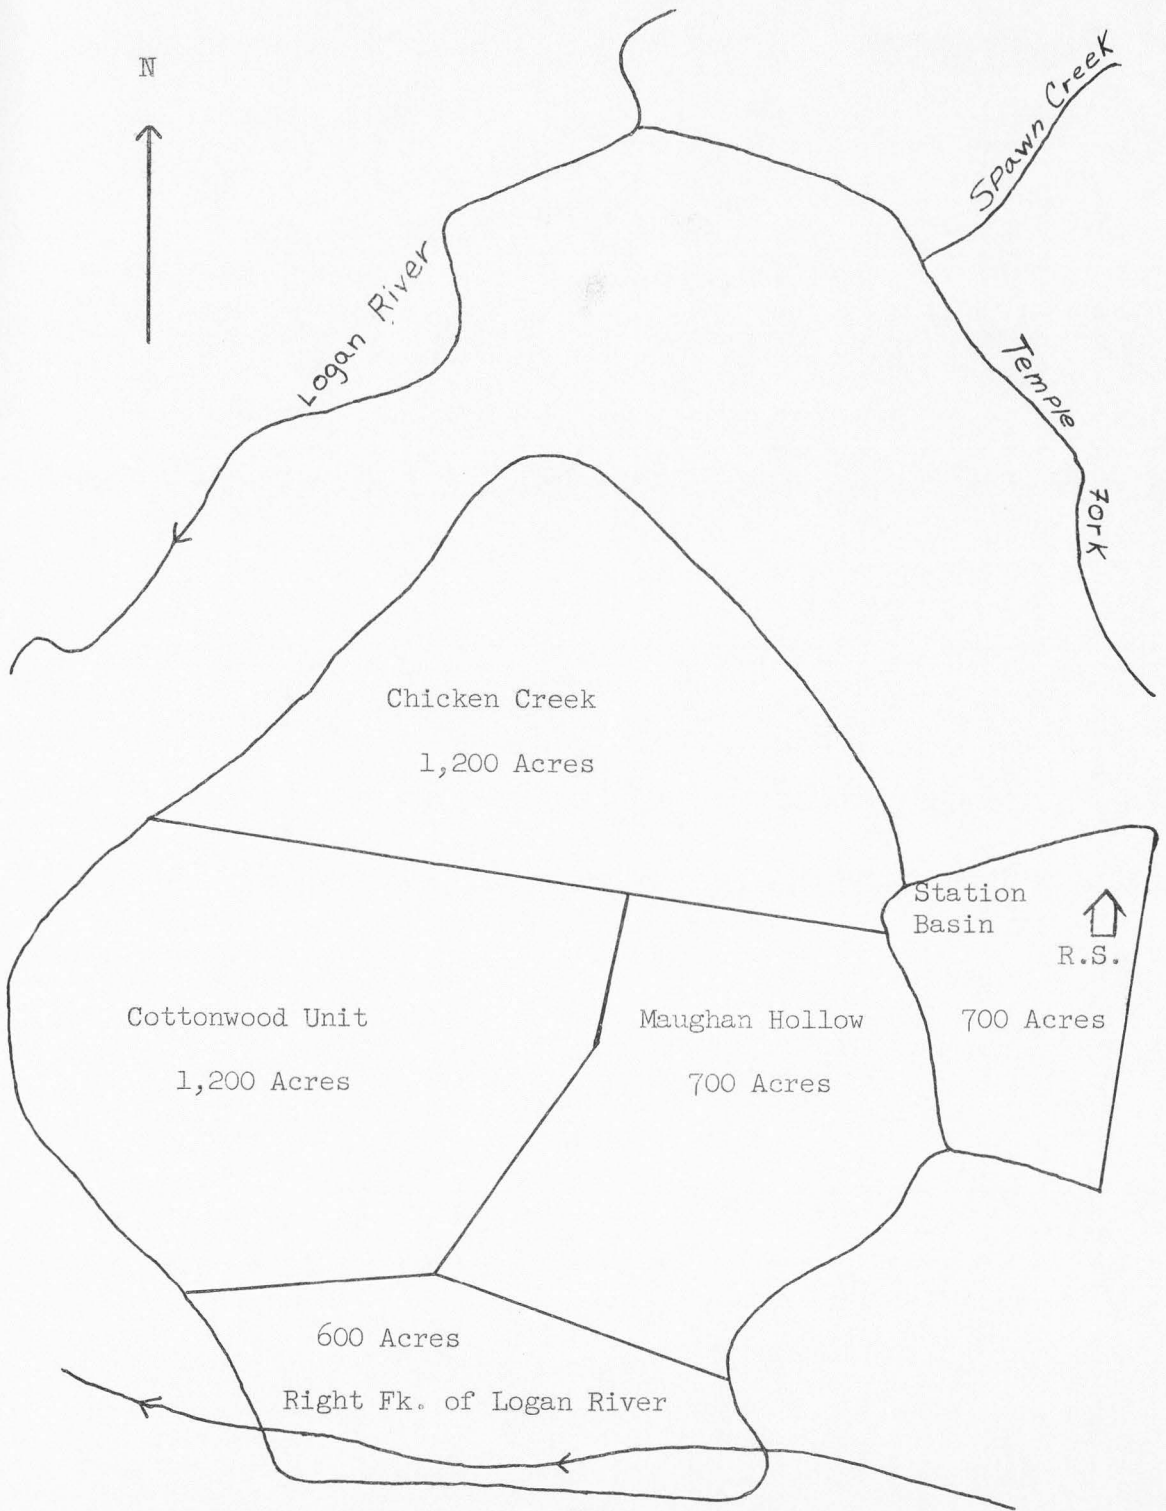 N
Spawn Creek
Logan River
Temple Fork
Chicken Creek
1,200 Acres
Station
Basin
R.S.
Cottonwood Unit
1,200 Acres
Maughan Hollow
700 Acres
700 Acres
600 Acres
Right Fk. of Logan River